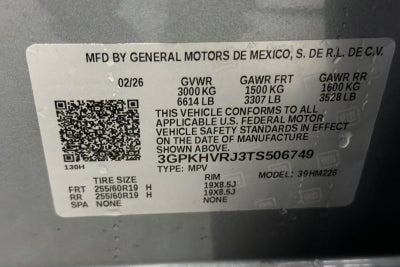 MFD BY GENERAL MOTORS DE MEXICO, S. DE R.L. DE C.V.
02/26 GVWR GAWR FRT GAWR RR
3000 KG 1500 KG 1600 KG
6614 LB 3307 LB 3528 LB
THIS VEHICLE CONFORMS TO ALL
APPLICABLE U.S. FEDERAL MOTOR
VEHICLE SAFETY STANDARDS IN EFFECT
ON THE DATE OF MANUFACTURE
SHOWN ABOVE.
3GPKHVRJ3TS506749
TYPE: MPV MODEL: 39HM226
130H
TIRE SIZE RIM
FRT 255/60R19 H 19X8.5J
RR 255/60R19 H 19X8.5J
SPA NONE NONE